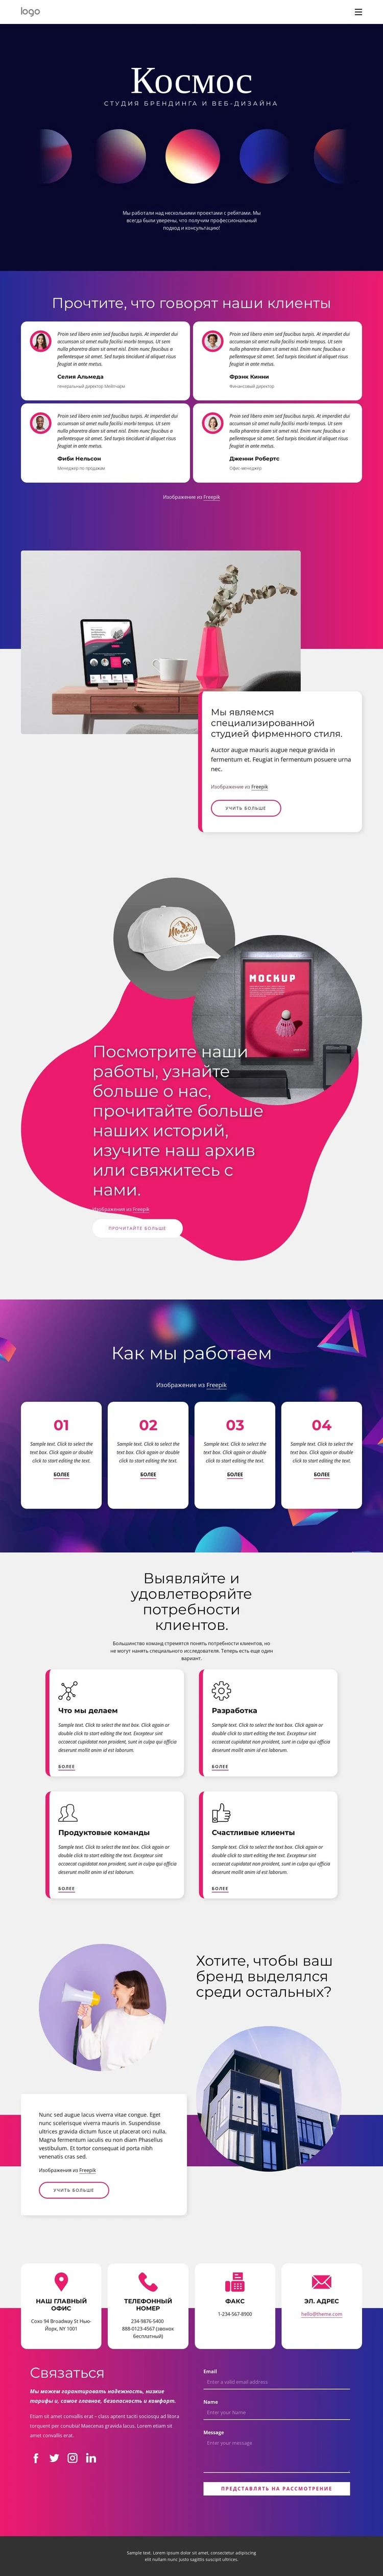 logo
Космос
СТУДИЯ БРЕНДИНГА И ВЕБ-ДИЗАЙНА
Мы работали над несколькими проектами с ребятами. Мы
всегда были уверены, что получим профессиональный
подход и консультацию!
Прочтите, что говорят наши клиенты
Proin sed libero enim sed faucibus turpis. At imperdiet dui
accumsan sit amet nulla facilisi morbi tempus. Ut sem
nulla pharetra diam sit amet nisl. Enim suspis faucibus a
pellentesque sit amet. Sed turpis tincidunt id aliquet risus
feugiat in ante metus.
Селия Альмеда
генеральный директор Мейлчарм
Proin sed libero enim sed faucibus turpis. At imperdiet dui
accumsan sit amet nulla facilisi morbi tempus. Ut sem
nulla pharetra diam sit amet nisl. Enim suspis faucibus a
pellentesque sit amet. Sed turpis tincidunt id aliquet risus
feugiat in ante metus.
Фрэнк Кинни
Финансовый директор
Proin sed libero enim sed faucibus turpis. At imperdiet dui
accumsan sit amet nulla facilisi morbi tempus. Ut sem
nulla pharetra diam sit amet nisl. Enim suspis faucibus a
pellentesque sit amet. Sed turpis tincidunt id aliquet risus
feugiat in ante metus.
Фиби Нельсон
Менеджер по продажам
Proin sed libero enim sed faucibus turpis. At imperdiet dui
accumsan sit amet nulla facilisi morbi tempus. Ut sem
nulla pharetra diam sit amet nisl. Enim suspis faucibus a
pellentesque sit amet. Sed turpis tincidunt id aliquet risus
feugiat in ante metus.
Дженни Робертс
Офис-менеджер
Изображение из Freepik
Мы являемся
специализированной
студией фирменного стиля.
Auctor augue mauris augue neque gravida in
fermentum et. Feugiat in fermentum posuere urna
nec.
Изображение из Freepik
УЧИТЬ БОЛЬШЕ
Mockup
CAP
MOCKUP
Посмотрите наши
работы, узнайте
больше о нас,
прочитайте больше
наших историй,
изучите наш архив
или свяжитесь с
нами.
Изображения из Freepik
ПРОЧИТАЙТЕ БОЛЬШЕ
Как мы работаем
Изображение из Freepik
01
Sample text. Click to select the
text box. Click again or double
click to start editing the text.
БОЛЕЕ
02
Sample text. Click to select the
text box. Click again or double
click to start editing the text.
БОЛЕЕ
03
Sample text. Click to select the
text box. Click again or double
click to start editing the text.
БОЛЕЕ
04
Sample text. Click to select the
text box. Click again or double
click to start editing the text.
БОЛЕЕ
Выявляйте и
удовлетворяйте
потребности
клиентов.
Большинство команд стремятся понять потребности клиентов, но
не могут нанять специального исследователя. Теперь есть еще один
вариант.
Что мы делаем
Sample text. Click to select the text box. Click again or
double click to start editing the text. Excepteur sint
occaecat cupidatat non proident, sunt in culpa qui officia
deserunt mollit anim id est laborum.
БОЛЕЕ
Разработка
Sample text. Click to select the text box. Click again or
double click to start editing the text. Excepteur sint
occaecat cupidatat non proident, sunt in culpa qui officia
deserunt mollit anim id est laborum.
БОЛЕЕ
Продуктовые команды
Sample text. Click to select the text box. Click again or
double click to start editing the text. Excepteur sint
occaecat cupidatat non proident, sunt in culpa qui officia
deserunt mollit anim id est laborum.
БОЛЕЕ
Счастливые клиенты
Sample text. Click to select the text box. Click again or
double click to start editing the text. Excepteur sint
occaecat cupidatat non proident, sunt in culpa qui officia
deserunt mollit anim id est laborum.
БОЛЕЕ
Хотите, чтобы ваш
бренд выделялся
среди остальных?
Nunc sed augue lacus viverra vitae congue. Eget
nunc scelerisque viverra mauris in. Suspendisse
ultrices gravida dictum fusce ut placerat orci nulla.
Magna fermentum iaculis eu non diam Phasellus
vestibulum. Et tortor consequat id porta nibh
venenatis cras sed.
Изображения из Freepik
УЧИТЬ БОЛЬШЕ
НАШ ГЛАВНЫЙ
ОФИС
Сохо 94 Broadway St Нью-
Йорк, NY 1001
ТЕЛЕФОННЫЙ
НОМЕР
234-9876-5400
888-0123-4567 (звонок
бесплатный)
ФАКС
1-234-567-8900
ЭЛ. АДРЕС
hello@theme.com
Связаться
Мы можем гарантировать надежность, низкие
тарифы и, самое главное, безопасность и комфорт.
Etiam sit amet convallis erat – class aptent taciti sociosqu ad litora
torquent per conubia! Maecenas gravida lacus. Lorem etiam sit
amet convallis erat.
Email
Enter a valid email address
Name
Enter your Name
Message
Enter your message
ПРЕДСТАВЛЯТЬ НА РАССМОТРЕНИЕ
Sample text. Lorem ipsum dolor sit amet, consectetur adipiscing
elit nullam nunc justo sagittis suscipit ultrices.